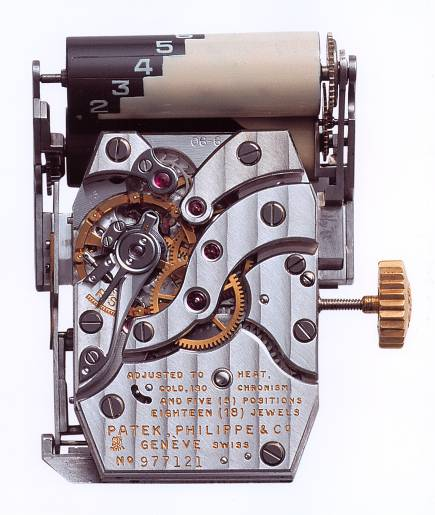 5
4
3
2
ADJUSTED TO HEAT,
COLD, ISO CHRONISM
AND FIVE (5) POSITIONS
EIGHTEEN (18) JEWELS
PATEK, PHILIPPE & Co
GENEVE SWISS
No 977121